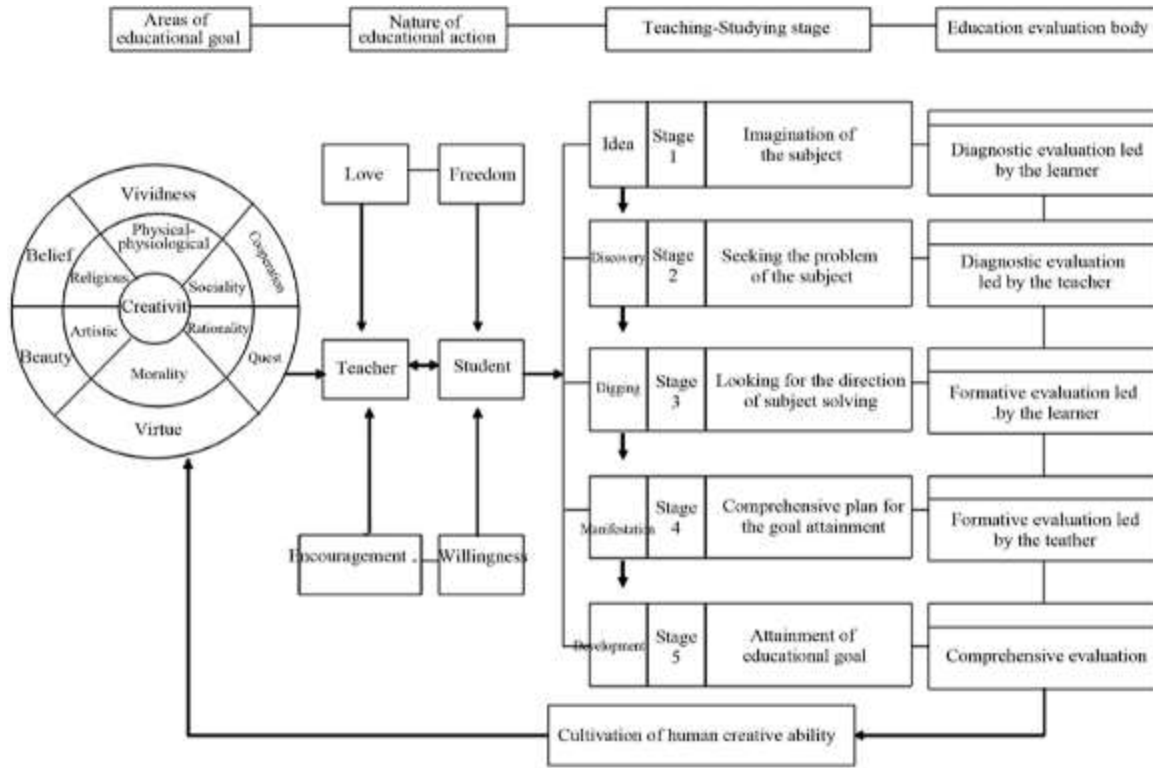 Areas of
educational goal
Nature of
educational action
Teaching-Studying stage
Education evaluation body
Vividness
Belief
Cooperation
Physical-
physiological
Religious
Sociality
Creativit
Artistic
Rationality
Beauty
Quest
Morality
Virtue
Love
Freedom
Teacher
Student
Encouragement .
Willingness
Idea
Stage
1
Imagination of
the subject
Diagnostic evaluation led
by the learner
Discovery
Stage
2
Seeking the problem
of the subject
Diagnostic evaluation
led by the teacher
Digging
Stage
3
Looking for the direction
of subject solving
Formative evaluation led
.by the learner
Manifestation
Stage
4
Comprehensive plan for
the goal attainment
Formative evaluation led
by the teather
Development
Stage
5
Attainment of
educational goal
Comprehensive evaluation
Cultivation of human creative ability